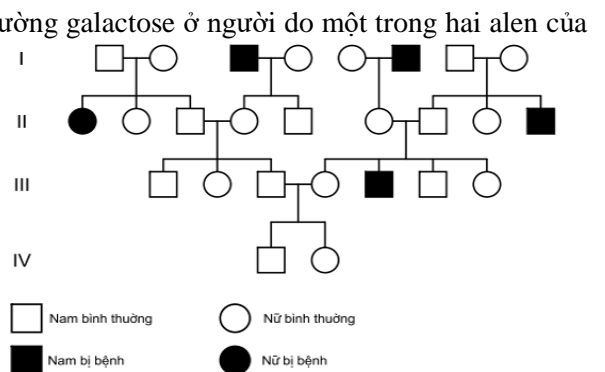 ường galactose ở người do một trong hai alen của
I
II
III
IV
Nam bình thường Nữ bình thường
Nam bị bệnh Nữ bị bệnh